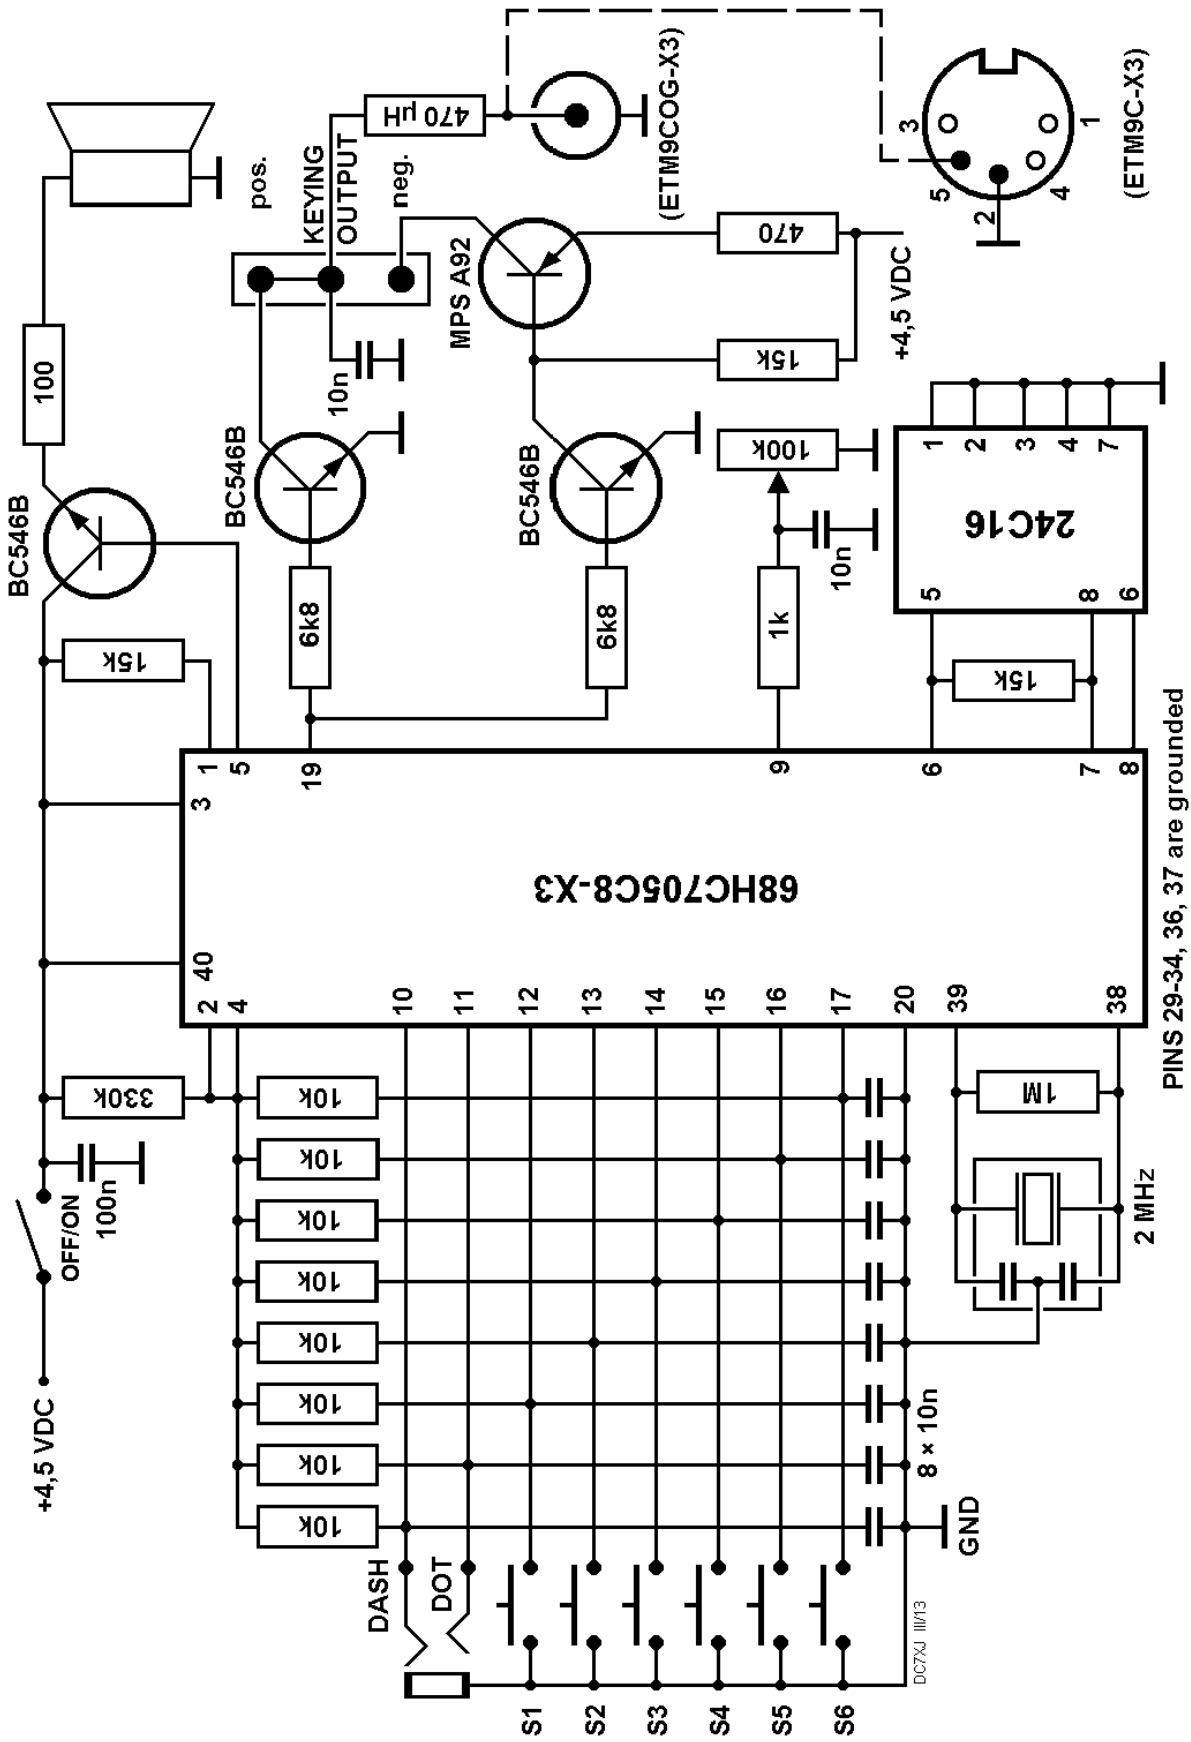 +4,5 VDC
OFF/ON
100n
330k
15k
BC546B
100
10k
10k
10k
10k
10k
10k
10k
10k
8 × 10n
GND
DASH
DOT
S1
S2
S3
S4
S5
S6
DC7XJ III/13
2
4
40
3
1
5
10
11
12
13
14
15
16
17
20
39
38
19
9
6
7
8
68HC705C8-X3
PINS 29-34, 36, 37 are grounded
1M
2 MHz
6k8
6k8
BC546B
BC546B
10n
pos.
KEYING
OUTPUT
neg.
470 µH
(ETM9COG-X3)
MPS A92
470
15k
+4,5 VDC
1k
10n
100k
15k
24C16
5
8
6
1
2
3
4
7
3
5
2
4
1
(ETM9C-X3)